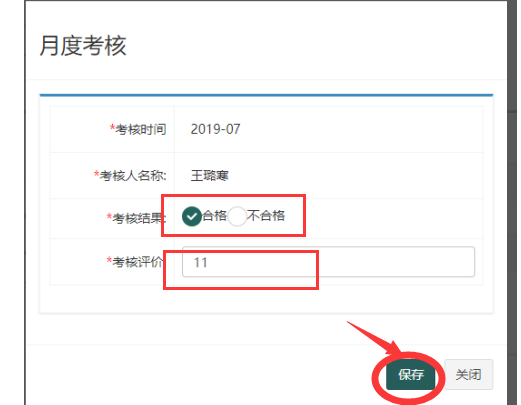 月度考核
*考核时间 2019-07
*考核人名称: 王璐寒
*考核结果: 合格 不合格
*考核评价 11
保存 关闭